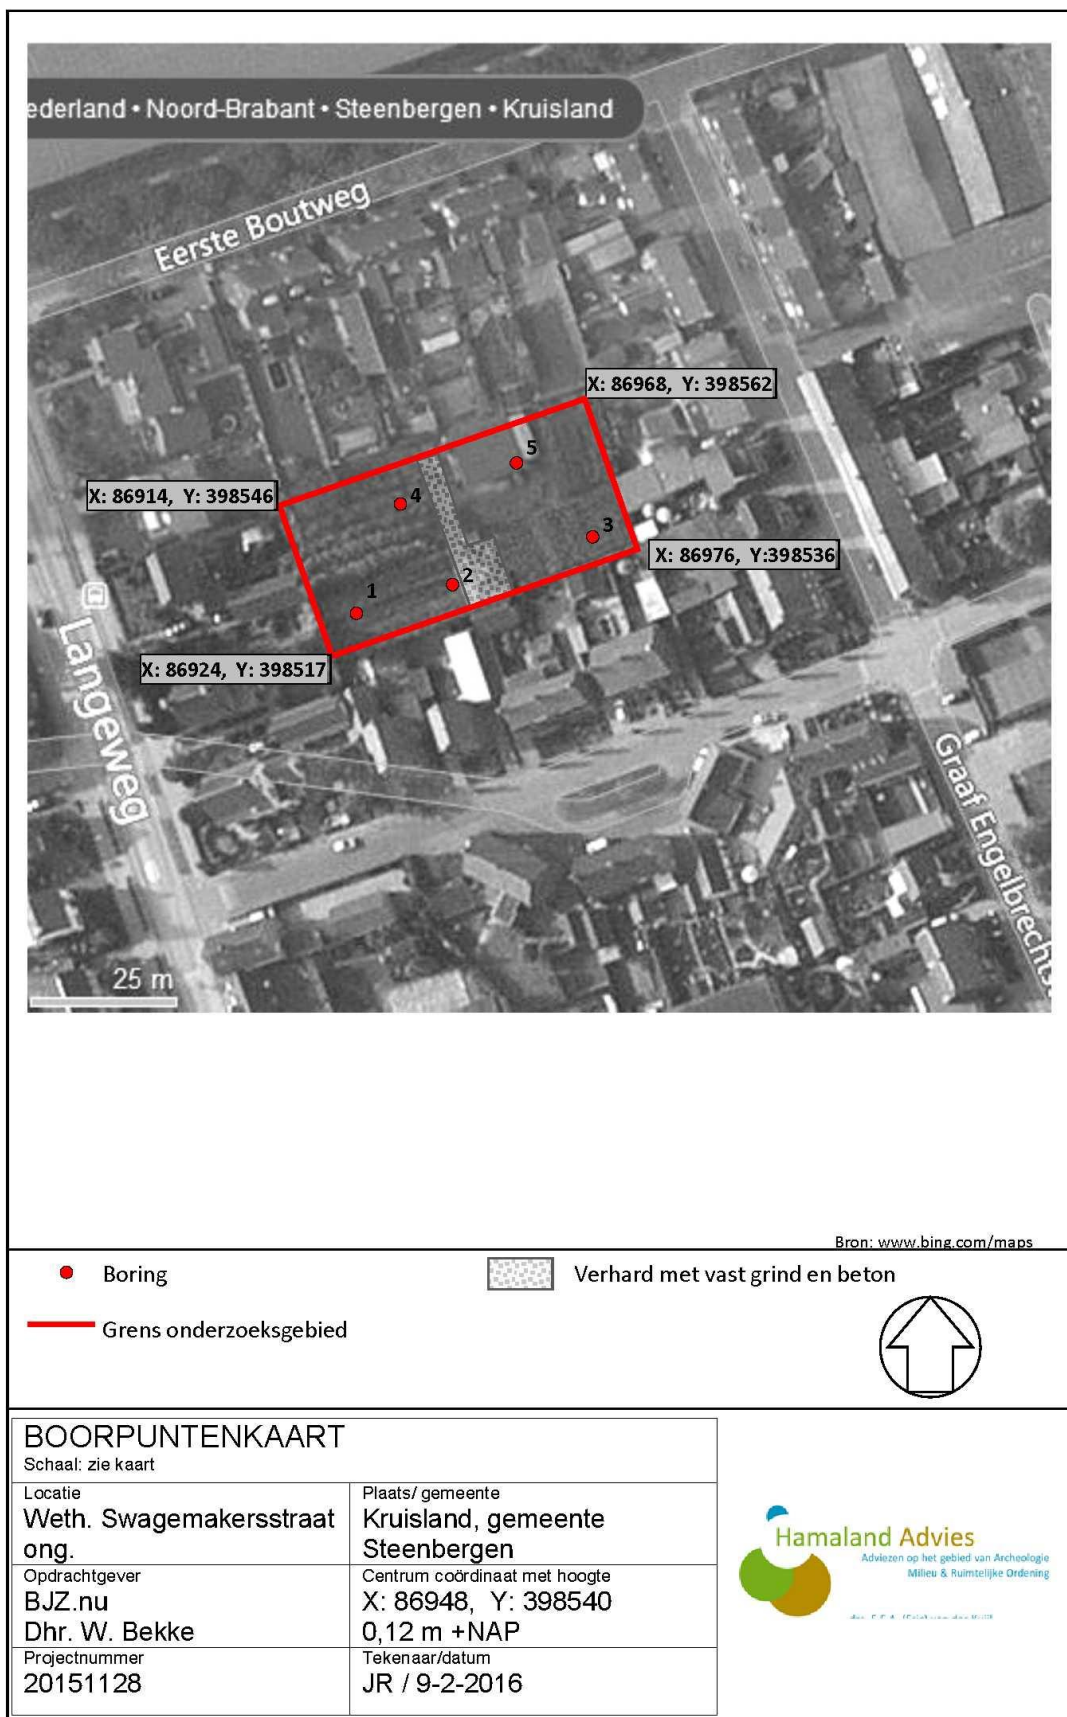 ederland • Noord-Brabant • Steenbergen • Kruisland
Eerste Boutweg
X: 86968, Y: 398562
5
X: 86914, Y: 398546
4
3
X: 86976, Y:398536
2
1
X: 86924, Y: 398517
Langeweg
Graaf Engelbrechts
25 m
Bron: www.bing.com/maps
Boring
Verhard met vast grind en beton
Grens onderzoeksgebied
BOORPUNTENKAART
Schaal: zie kaart
Locatie
Weth. Swagemakersstraat
ong.
Plaats/ gemeente
Kruisland, gemeente
Steenbergen
Opdrachtgever
BJZ.nu
Dhr. W. Bekke
Centrum coördinaat met hoogte
X: 86948, Y: 398540
0,12 m +NAP
Projectnummer
20151128
Tekenaar/datum
JR / 9-2-2016
Hamaland Advies
Adviezen op het gebied van Archeologie
Milieu & Ruimtelijke Ordening